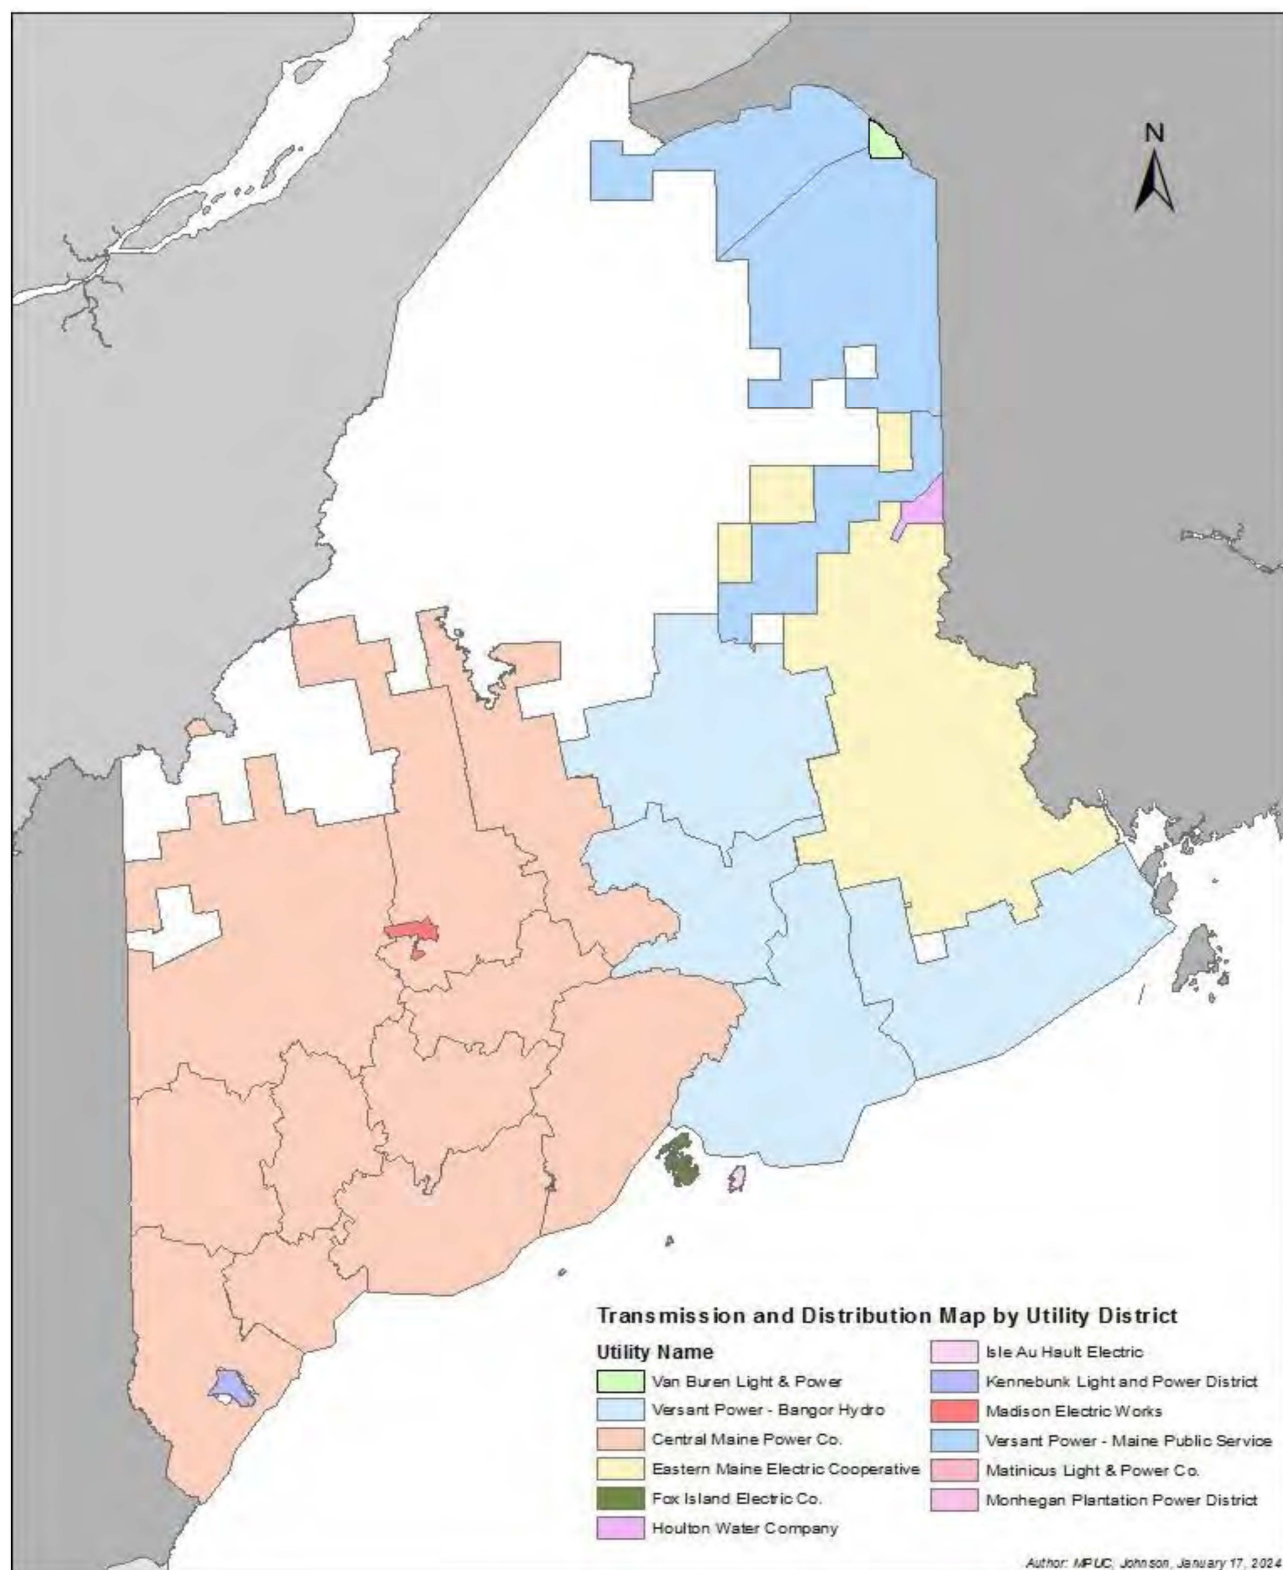 N
Transmission and Distribution Map by Utility District
Utility Name
Van Buren Light & Power
Versant Power - Bangor Hydro
Central Maine Power Co.
Eastern Maine Electric Cooperative
Fox Island Electric Co.
Houlton Water Company
Isle Au Hault Electric
Kennebunk Light and Power District
Madison Electric Works
Versant Power - Maine Public Service
Matinicus Light & Power Co.
Monhegan Plantation Power District
Author: MPUC, Johnson, January 17, 2024